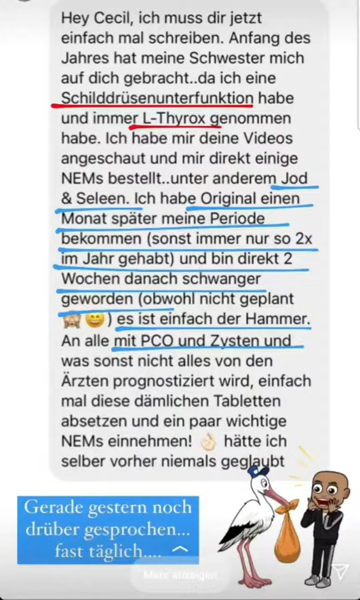 Hey Cecil, ich muss dir jetzt
einfach mal schreiben. Anfang des
Jahres hat meine Schwester mich
auf dich gebracht..da ich eine
Schilddrüsenunterfunktion habe
und immer L-Thyrox genommen
habe. Ich habe mir deine Videos
angeschaut und mir direkt einige
NEMs bestellt..unter anderem Jod
& Seleen. Ich habe Original einen
Monat später meine Periode
bekommen (sonst immer nur so 2x
im Jahr gehabt) und bin direkt 2
Wochen danach schwanger
geworden (obwohl nicht geplant
🙈😅) es ist einfach der Hammer.
An alle mit PCO und Zysten und
was sonst nicht alles von den
Ärzten prognostiziert wird, einfach
mal diese dämlichen Tabletten
absetzen und ein paar wichtige
NEMs einnehmen! 👌🏻 hätte ich
selber vorher niemals geglaubt
Gerade gestern noch
drüber gesprochen...
fast täglich....
Mehr anzeigen